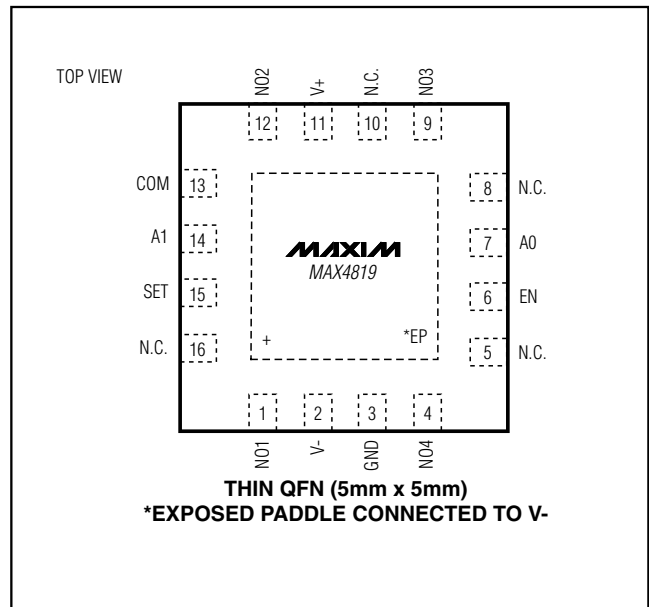 TOP VIEW
NO2
V+
N.C.
NO3
12
11
10
9
COM
13
8
N.C.
A1
14
MAXIM
7
A0
MAX4819
SET
15
6
EN
N.C.
16
+
*EP
5
N.C.
1
2
3
4
NO1
V-
GND
NO4
THIN QFN (5mm x 5mm)
*EXPOSED PADDLE CONNECTED TO V-